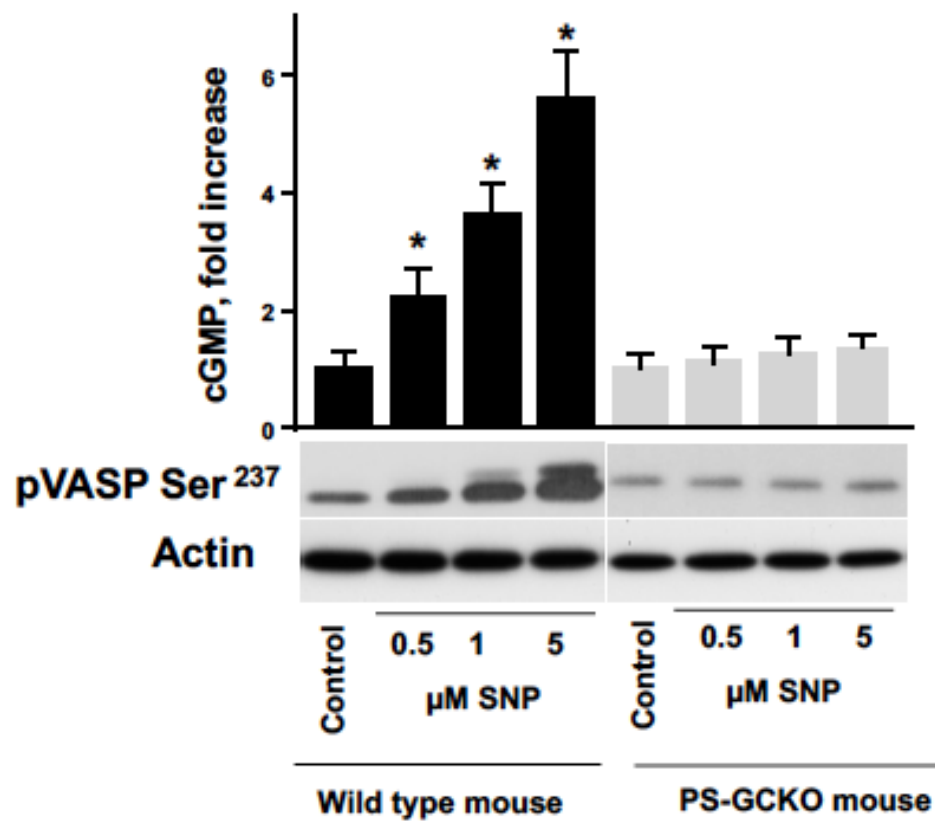 cGMP, fold increase
6
4
2
0
*
*
*
*
pVASP Ser 237
Actin
Control
0.5 1 5
µM SNP
Control
0.5 1 5
µM SNP
Wild type mouse
PS-GCKO mouse